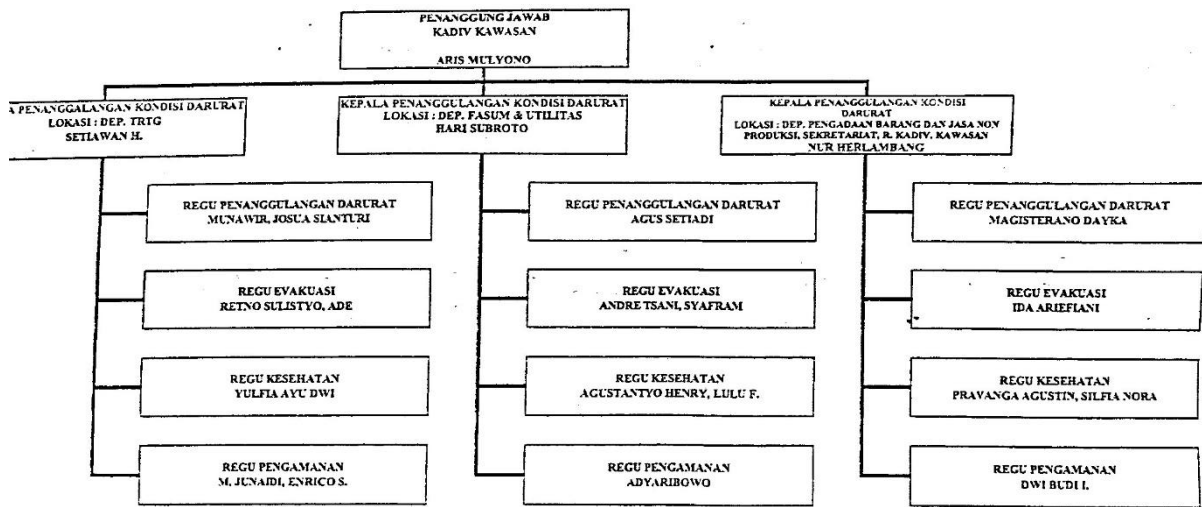 PENANGGUNG JAWAB
KADIV KAWASAN
ARIS MULYONO
A PENANGGALANGAN KONDISI DARURAT
LOKASI : DEP. TRTG
SETIAWAN H.
KEPALA PENANGGULANGAN KONDISI DARURAT
LOKASI : DEP. FASUM & UTILITAS
HARI SUBROTO
KEPALA PENANGGULANGAN KONDISI
DARURAT
LOKASI : DEP. PENGADAAN BARANG DAN JASA NON
PRODUKSI, SEKRETARIAT, R. KADIV. KAWASAN
NUR HERLAMBANG
REGU PENANGGULANGAN DARURAT
MUNAWIR, JOSUA SIANTURI
REGU EVAKUASI
RETNO SULISTYO, ADE
REGU KESEHATAN
YULFIA AYU DWI
REGU PENGAMANAN
M. JUNAIDI, ENRICO S.
REGU PENANGGULANGAN DARURAT
AGUS SETIADI
REGU EVAKUASI
ANDRE TSANI, SYAFRAM
REGU KESEHATAN
AGUSTANTYO HENRY, LULU F.
REGU PENGAMANAN
ADYARIBOWO
REGU PENANGGULANGAN DARURAT
MAGISTERANO DAYKA
REGU EVAKUASI
IDA ARIEFIANI
REGU KESEHATAN
PRAVANGA AGUSTIN, SILFIA NORA
REGU PENGAMANAN
DWI BUDI I.